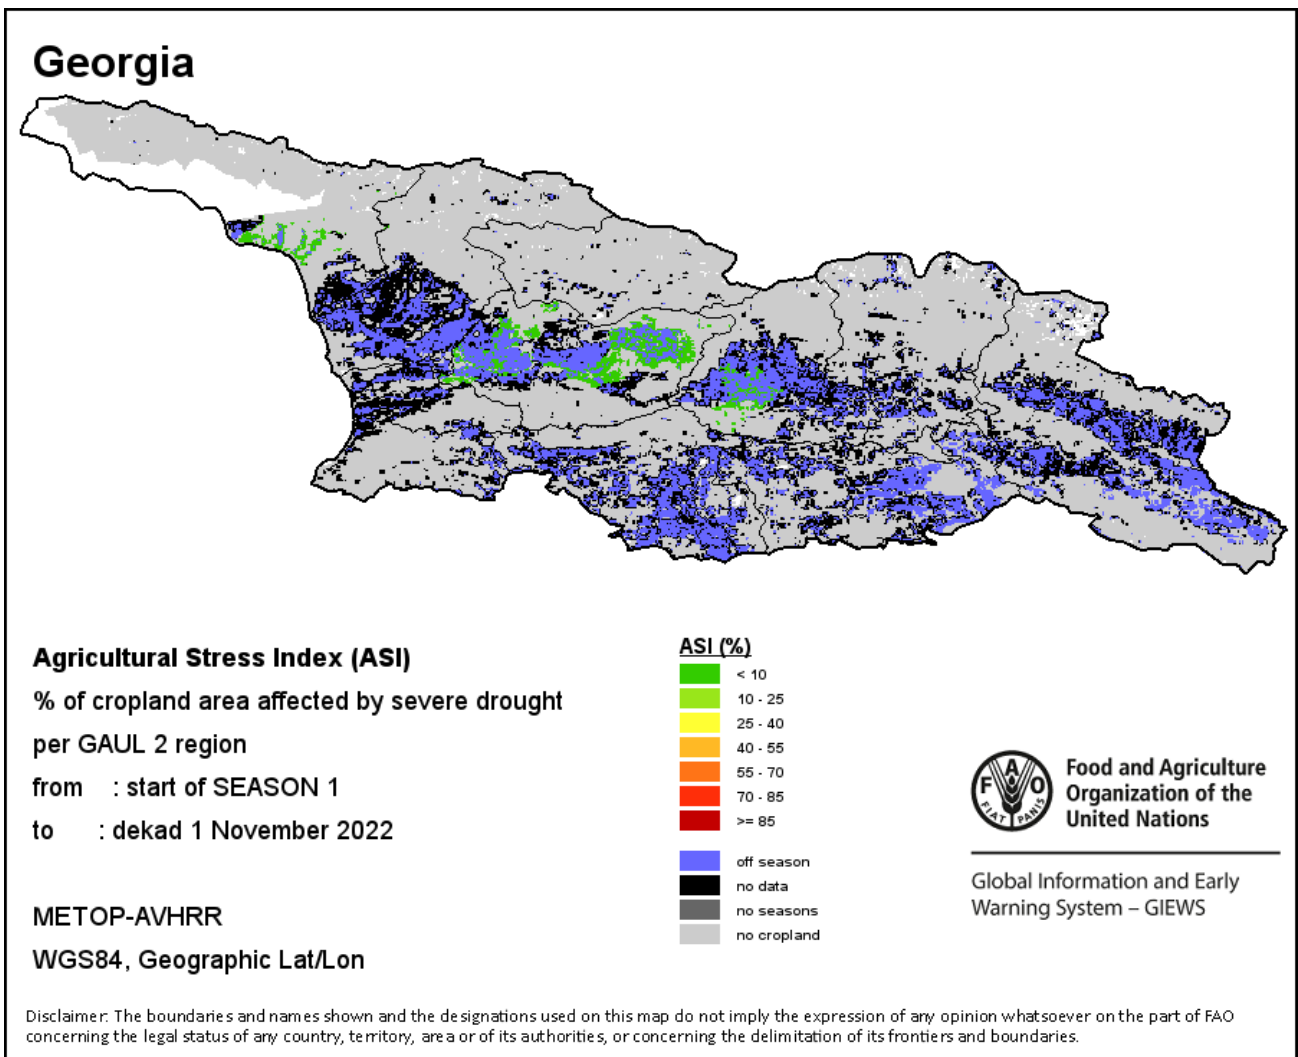 Georgia
Agricultural Stress Index (ASI)
% of cropland area affected by severe drought
per GAUL 2 region
from : start of SEASON 1
to : dekad 1 November 2022
METOP-AVHRR
WGS84, Geographic Lat/Lon
ASI (%)
< 10
10 - 25
25 - 40
40 - 55
55 - 70
70 - 85
>= 85
off season
no data
no seasons
no cropland
F A O
FIAT PANIS
Food and Agriculture
Organization of the
United Nations
Global Information and Early
Warning System – GIEWS
Disclaimer: The boundaries and names shown and the designations used on this map do not imply the expression of any opinion whatsoever on the part of FAO
concerning the legal status of any country, territory, area or of its authorities, or concerning the delimitation of its frontiers and boundaries.